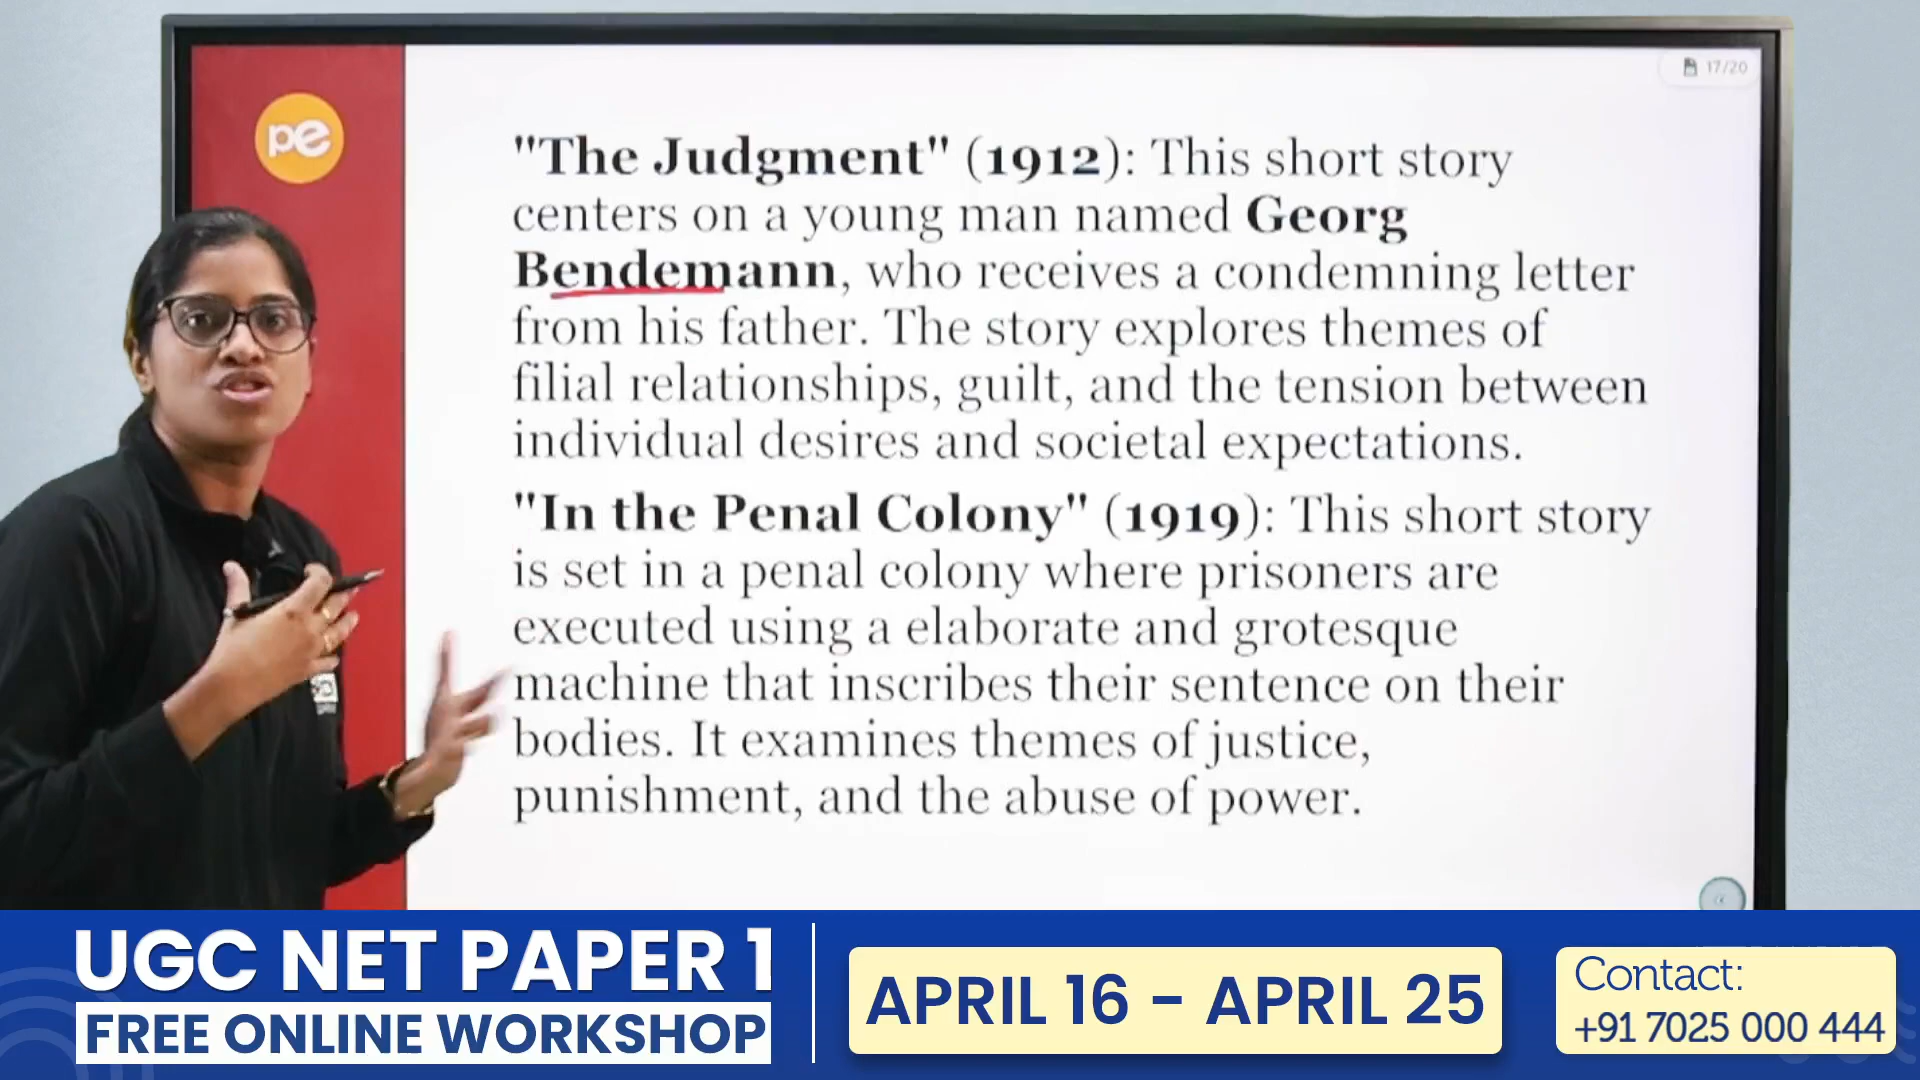 pe
17/20
"The Judgment" (1912): This short story
centers on a young man named Georg
Bendemann, who receives a condemning letter
from his father. The story explores themes of
filial relationships, guilt, and the tension between
individual desires and societal expectations.
"In the Penal Colony" (1919): This short story
is set in a penal colony where prisoners are
executed using a elaborate and grotesque
machine that inscribes their sentence on their
bodies. It examines themes of justice,
punishment, and the abuse of power.
UGC NET PAPER 1
FREE ONLINE WORKSHOP
APRIL 16 - APRIL 25
Contact:
+91 7025 000 444